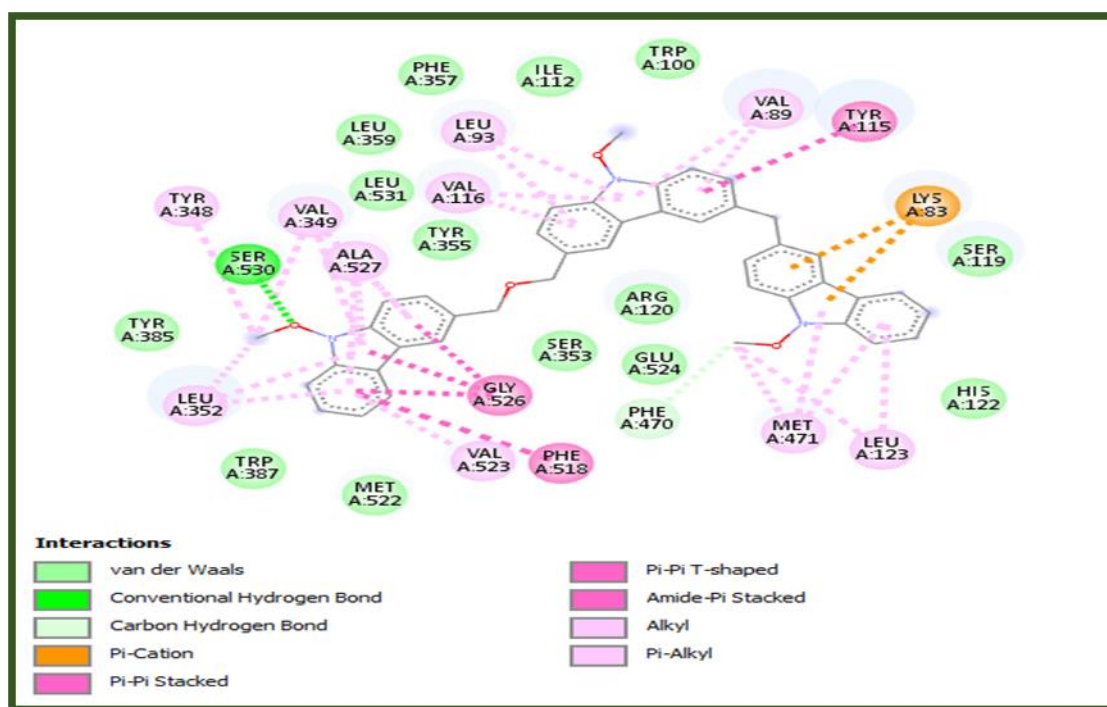 TRP
A:100
PHE
A:357
ILE
A:112
VAL
A:89
TYR
A:115
LEU
A:93
LEU
A:359
LEU
A:531
VAL
A:116
TYR
A:348
VAL
A:349
LYS
A:83
TYR
A:355
SER
A:119
SER
A:530
ALA
A:527
N
O
N
O
O
ARG
A:120
TYR
A:385
N
O
SER
A:353
GLU
A:524
GLY
A:526
LEU
A:352
PHE
A:470
HIS
A:122
MET
A:471
LEU
A:123
VAL
A:523
PHE
A:518
TRP
A:387
MET
A:522
Interactions
van der Waals
Conventional Hydrogen Bond
Carbon Hydrogen Bond
Pi-Cation
Pi-Pi Stacked
Pi-Pi T-shaped
Amide-Pi Stacked
Alkyl
Pi-Alkyl